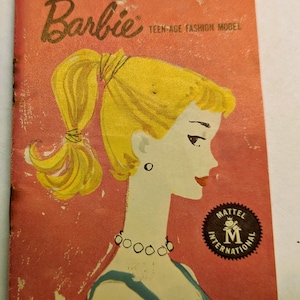 Barbie TEEN-AGE FASHION MODEL
MATTEL
M
INTERNATIONAL